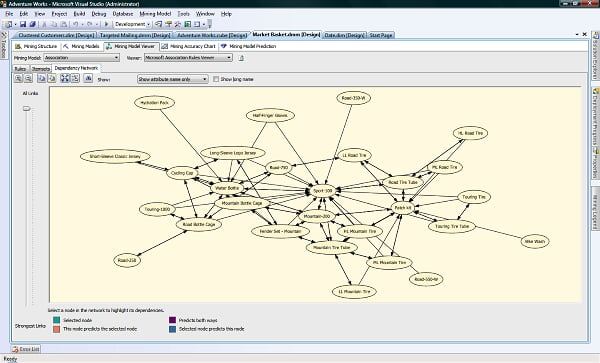 Adventure Works - Microsoft Visual Studio (Administrator)
File Edit View Project Build Debug Database Mining Model Tools Window Help
Development
Clustered Customers.dmm [Design] Targeted Mailing.dmm [Design] Adventure Works.cube [Design] Market Basket.dmm [Design] Date.dim [Design] Start Page
Mining Structure Mining Models Mining Model Viewer Mining Accuracy Chart Mining Model Prediction
Mining Model: Association Viewer: Microsoft Association Rules Viewer
Rules Itemsets Dependency Network
Show: Show attribute name only Show long name
All Links
Hydration Pack
Road-350-W
Half-Finger Gloves
HL Road Tire
Short-Sleeve Classic Jersey
Long-Sleeve Logo Jersey
LL Road Tire
ML Road Tire
Cycling Cap
Road-750
Road Tire Tube
Water Bottle
Sport-100
Touring Tire
Mountain Bottle Cage
Touring-1000
Patch kit
Mountain-200
Road Bottle Cage
Touring Tire Tube
Fender Set - Mountain
HL Mountain Tire
Bike Wash
Mountain Tire Tube
Road-250
ML Mountain Tire
Road-550-W
LL Mountain Tire
Select a node in the network to highlight its dependencies.
Strongest Links
Selected node
Predicts both ways
This node predicts the selected node
Selected node predicts this node
Toolbox
Solution Explorer
Deployment Progress
Properties
Mining Legend
Error List
Ready